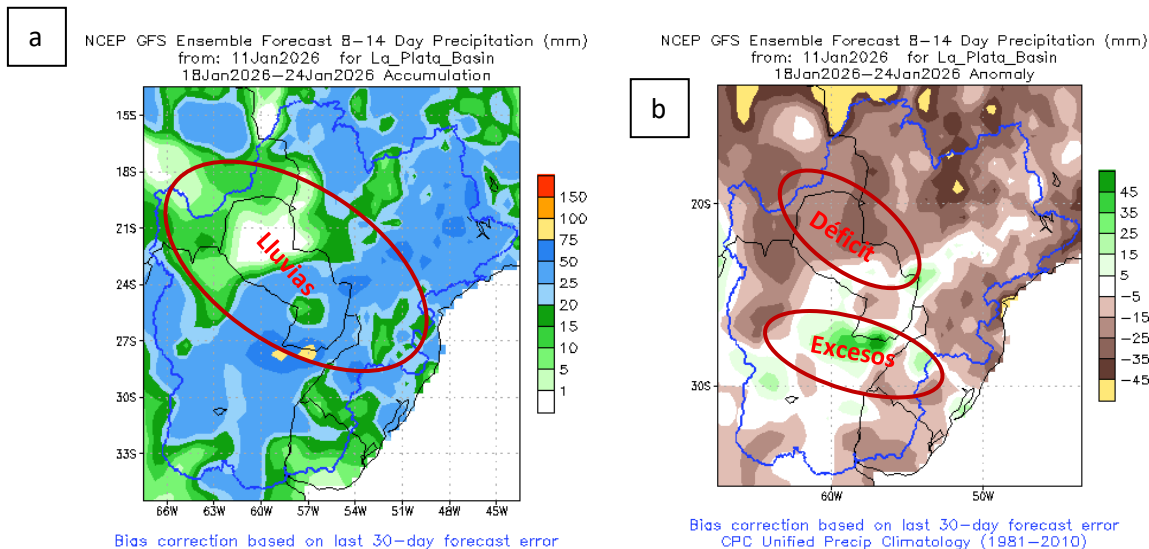 a
NCEP GFS Ensemble Forecast 8-14 Day Precipitation (mm)
from: 11Jan2026 for La_Plata_Basin
18Jan2026-24Jan2026 Accumulation
15S
18S
21S
24S
27S
30S
33S
66W 63W 60W 57W 54W 51W 48W 45W
Lluvias
150
100
75
50
25
20
15
10
5
1
Bias correction based on last 30-day forecast error
b
NCEP GFS Ensemble Forecast 8-14 Day Precipitation (mm)
from: 11Jan2026 for La_Plata_Basin
18Jan2026-24Jan2026 Anomaly
20S
30S
60W 50W
Déficit
Excesos
45
35
25
15
5
-5
-15
-25
-35
-45
Bias correction based on last 30-day forecast error
CPC Unified Precip Climatology (1981-2010)